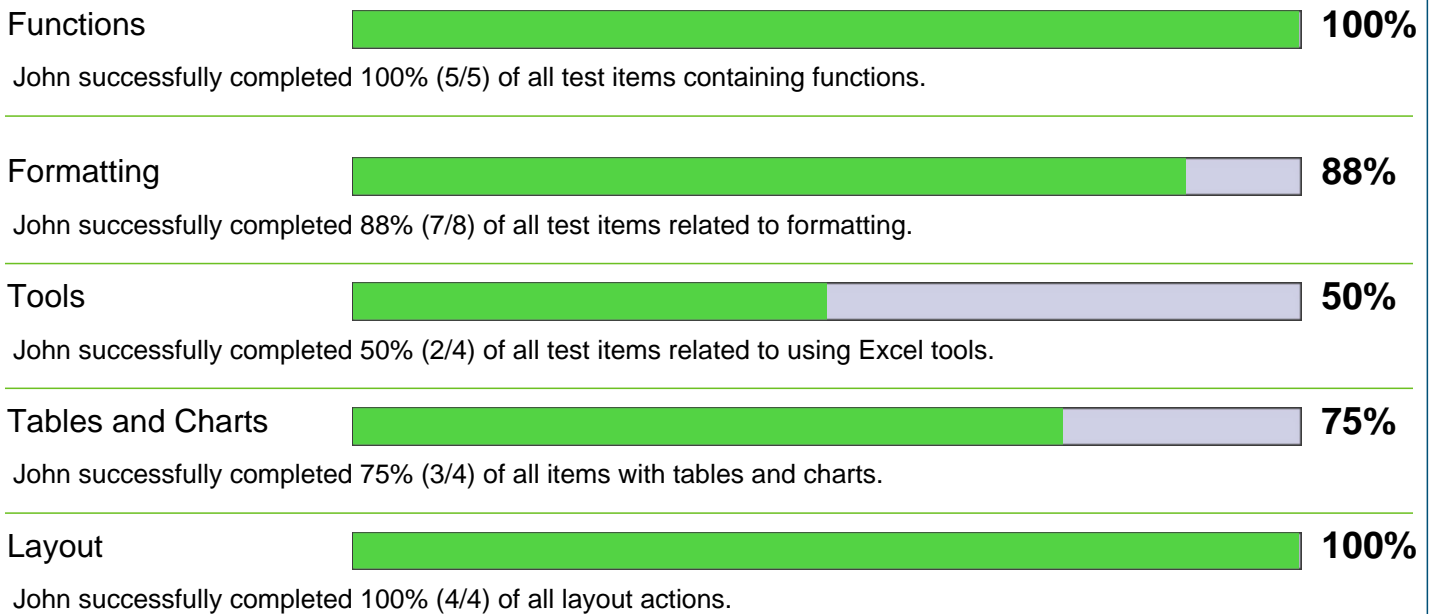 Functions 100%
John successfully completed 100% (5/5) of all test items containing functions.
Formatting 88%
John successfully completed 88% (7/8) of all test items related to formatting.
Tools 50%
John successfully completed 50% (2/4) of all test items related to using Excel tools.
Tables and Charts 75%
John successfully completed 75% (3/4) of all items with tables and charts.
Layout 100%
John successfully completed 100% (4/4) of all layout actions.